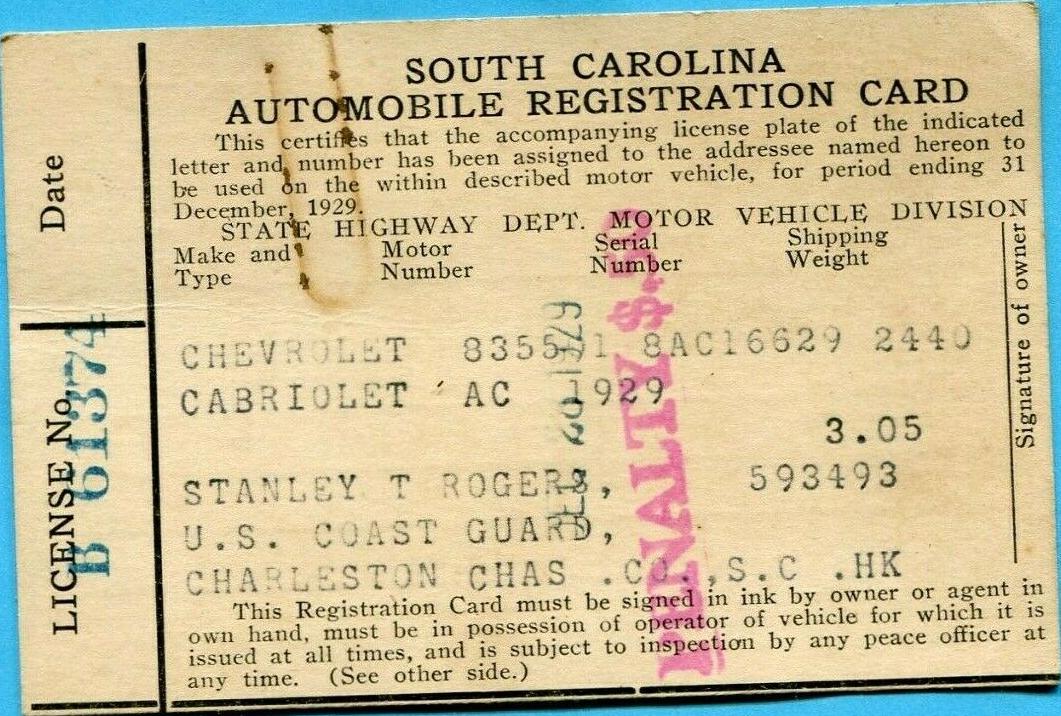 SOUTH CAROLINA
AUTOMOBILE REGISTRATION CARD
This certifies that the accompanying license plate of the indicated
letter and number has been assigned to the addressee named hereon to
be used on the within described motor vehicle, for period ending 31
December, 1929.
STATE HIGHWAY DEPT. MOTOR VEHICLE DIVISION
Make and Type
Motor Number
Serial Number
Shipping Weight
CHEVROLET 8AC16629 2440
CABRIOLET AC 1929
3.05
STANLEY T ROGERS, 593493
U.S. COAST GUARD,
CHARLESTON CHAS .CO.,S.C .HK
This Registration Card must be signed in ink by owner or agent in
own hand, must be in possession of operator of vehicle for which it is
issued at all times, and is subject to inspection by any peace officer at
any time. (See other side.)
Date
LICENSE No.
B 61374
Signature of owner
PENALTY